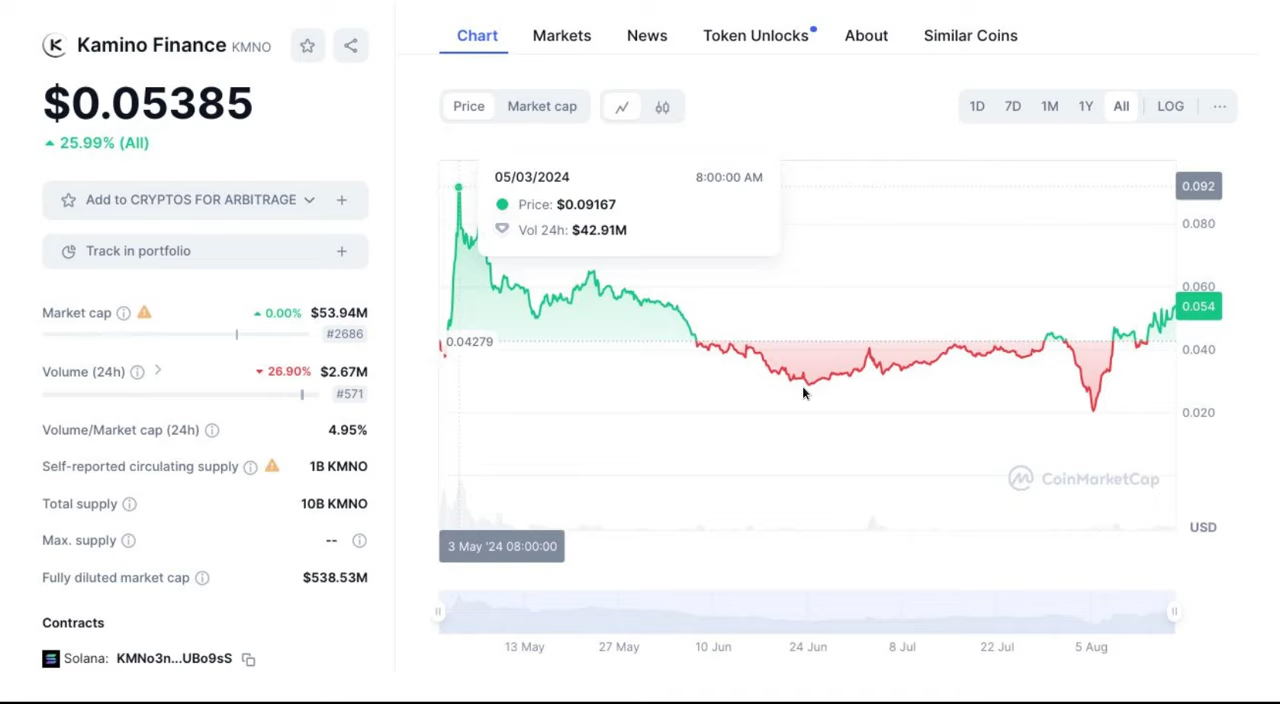 Kamino Finance KMNO
$0.05385
25.99% (All)
Add to CRYPTOS FOR ARBITRAGE +
Track in portfolio +
Market cap 0.00% $53.94M
#2686
Volume (24h) 26.90% $2.67M
#571
Volume/Market cap (24h) 4.95%
Self-reported circulating supply 1B KMNO
Total supply 10B KMNO
Max. supply --
Fully diluted market cap $538.53M
Contracts
Solana: KMNo3n...UBo9sS
Chart Markets News Token Unlocks About Similar Coins
Price Market cap 1D 7D 1M 1Y All LOG ...
05/03/2024 8:00:00 AM
Price: $0.09167
Vol 24h: $42.91M
0.092
0.080
0.060
0.054
0.04279
0.040
0.020
CoinMarketCap
USD
3 May '24 08:00:00
13 May 27 May 10 Jun 24 Jun 8 Jul 22 Jul 5 Aug